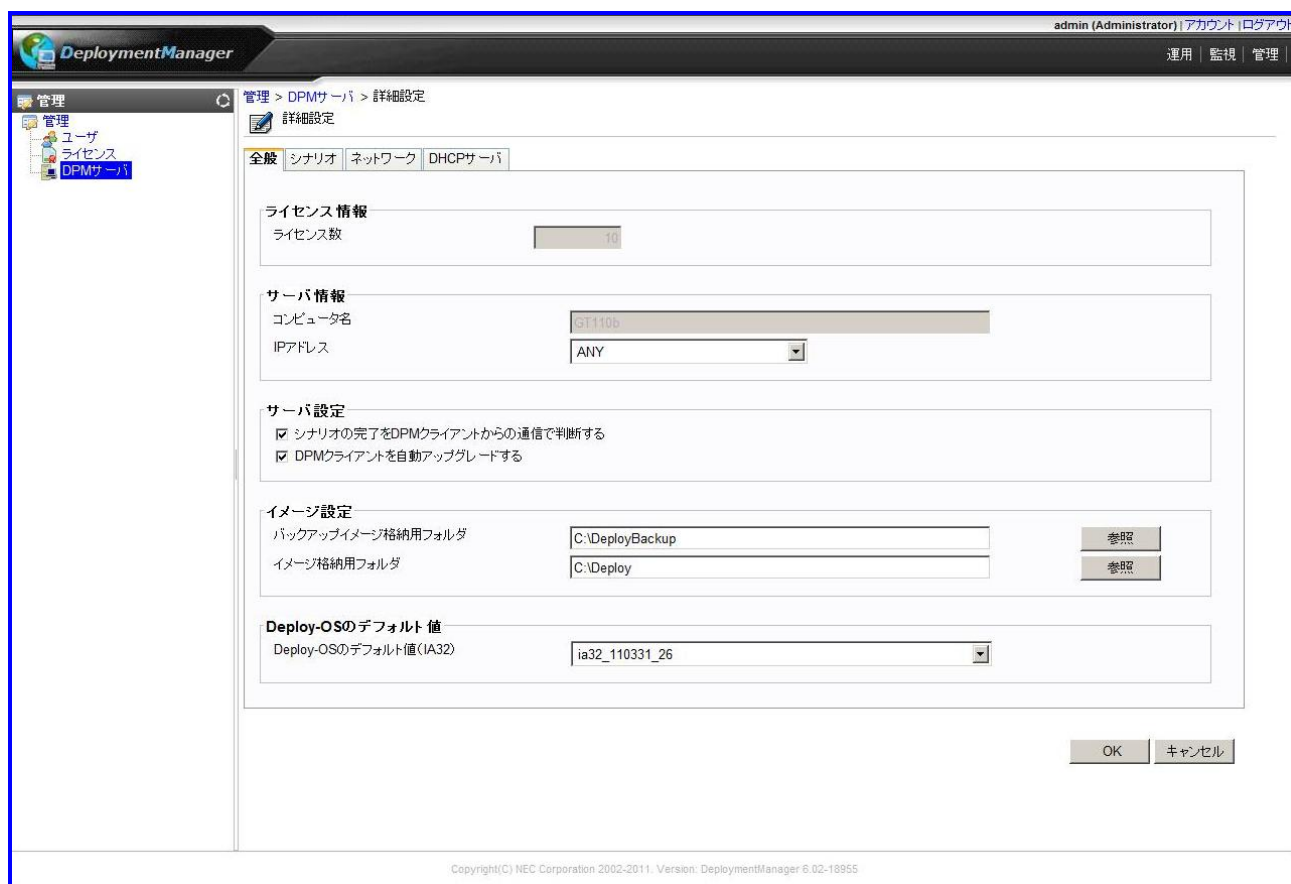 admin (Administrator) | アカウント | ログアウト
DeploymentManager
運用 | 監視 | 管理 |
管理
管理
ユーザ
ライセンス
DPMサーバ
管理 > DPMサーバ > 詳細設定
詳細設定
全般 シナリオ ネットワーク DHCPサーバ
ライセンス情報
ライセンス数 10
サーバ情報
コンピュータ名 GT110b
IPアドレス ANY
サーバ設定
シナリオの完了をDPMクライアントからの通信で判断する
DPMクライアントを自動アップグレードする
イメージ設定
バックアップイメージ格納用フォルダ C:\DeployBackup 参照
イメージ格納用フォルダ C:\Deploy 参照
Deploy-OSのデフォルト値
Deploy-OSのデフォルト値(IA32) ia32_110331_26
OK キャンセル
Copyright(C) NEC Corporation 2002-2011. Version: DeploymentManager 6.02-18955